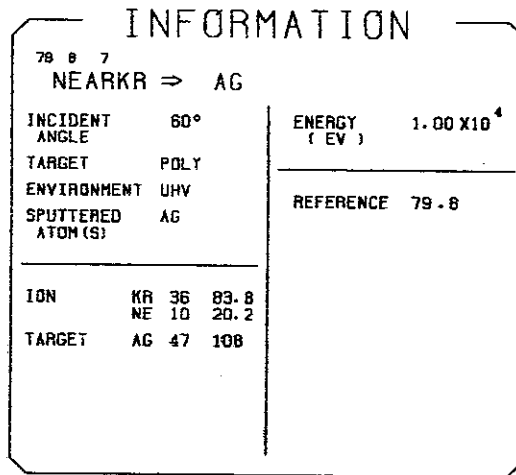 INFORMATION
79 8 7
NEARKR ⇒ AG
INCIDENT ANGLE 60°
TARGET POLY
ENVIRONMENT UHV
SPUTTERED ATOM(S) AG
ION KR 36 83.8
NE 10 20.2
TARGET AG 47 108
ENERGY (EV) 1.00 X10⁴
REFERENCE 79.8